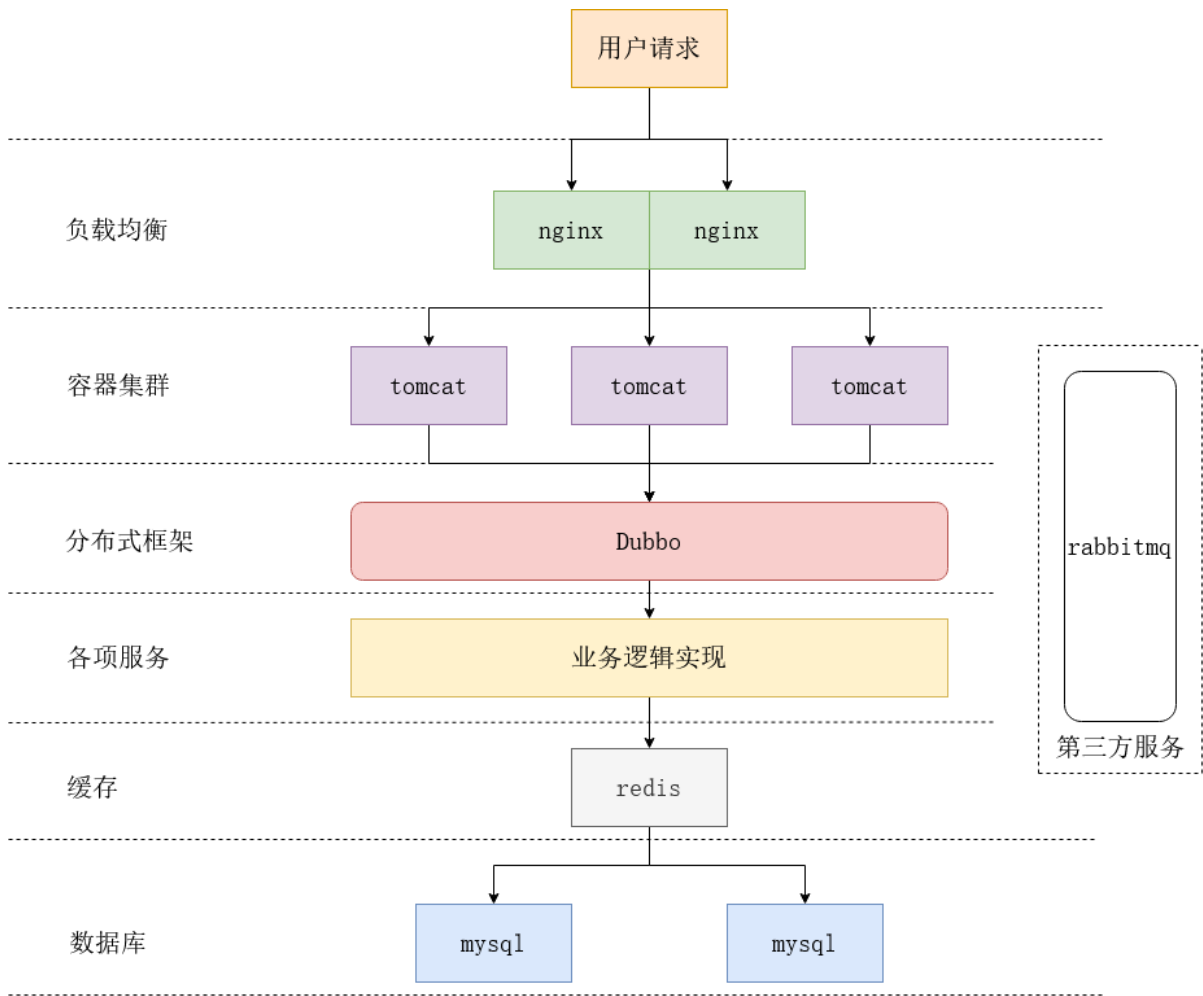 用户请求
负载均衡
nginx
nginx
容器集群
tomcat
tomcat
tomcat
分布式框架
Dubbo
rabbitmq
各项服务
业务逻辑实现
第三方服务
缓存
redis
数据库
mysql
mysql